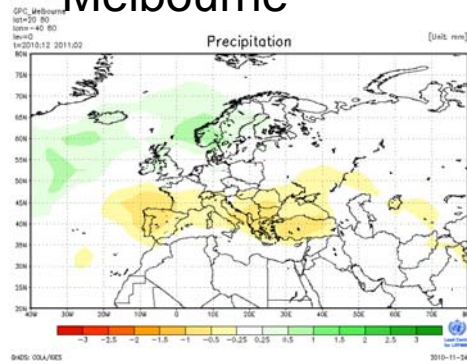 Melbourne
GPC_Melbourne
lat=20 80
lon=-40 80
lev=0
t=2010:12 2011:02
Precipitation
[Unit: mm]
80N
75N
70N
65N
60N
55N
50N
45N
40N
35N
30N
25N
20N
40W 30W 20W 10W 0 10E 20E 30E 40E 50E 60E 70E
-3 -2.5 -2 -1.5 -1 -0.5 -0.25 0.25 0.5 1 1.5 2 2.5 3
GrADS: COLA/IGES
2010-11-24